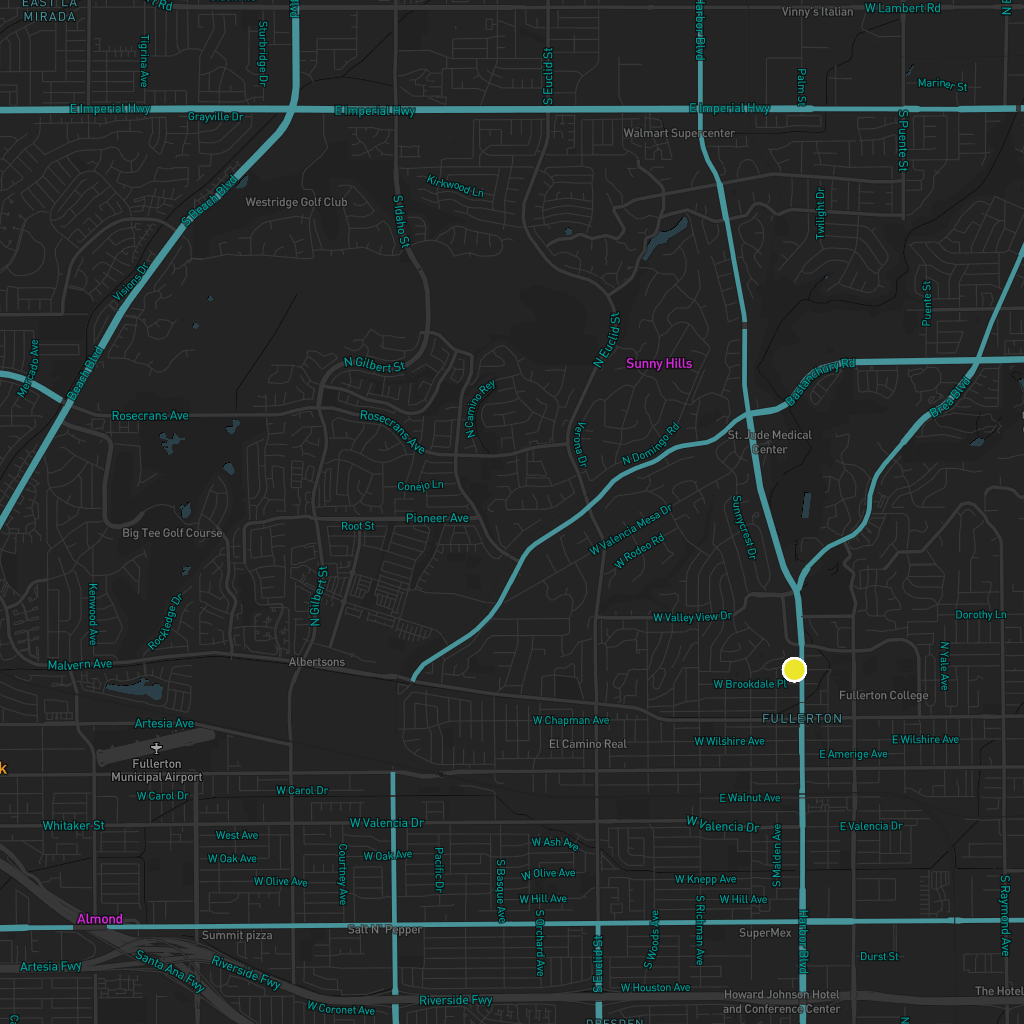 EAST LA
MIRADA
Blvd
Rd
Vinny's Italian
W Lambert Rd
Harbor Blvd
Tigrina Ave
Sturbridge Dr
S Euclid St
Palm St
Mariner St
E Imperial Hwy
E Imperial Hwy
E Imperial Hwy
Grayville Dr
Walmart Supercenter
S Puente St
Kirkwood Ln
S Beach Blvd
Westridge Golf Club
S Idaho St
Twilight Dr
Visions Dr
Puente St
N Euclid St
Mercado Ave
Beach Blvd
N Gilbert St
Sunny Hills
Bastanchury Rd
Brea Blvd
N Camino Rey
Rosecrans Ave
Rosecrans Ave
Verona Dr
N Domingo Rd
St. Jude Medical
Center
Conejo Ln
Big Tee Golf Course
Root St
Pioneer Ave
W Valencia Mesa Dr
W Rodeo Rd
Sunnycrest Dr
Kenwood Ave
Rockledge Dr
N Gilbert St
W Valley View Dr
Dorothy Ln
N Yale Ave
Malvern Ave
Albertsons
W Brookdale Pl
Fullerton College
Artesia Ave
W Chapman Ave
FULLERTON
El Camino Real
W Wilshire Ave
E Wilshire Ave
E Amerige Ave
Fullerton
Municipal Airport
k
W Carol Dr
W Carol Dr
E Walnut Ave
Whitaker St
West Ave
W Valencia Dr
W Valencia Dr
E Valencia Dr
W Oak Ave
W Oak Ave
W Ash Ave
Courtney Ave
Pacific Dr
S Basque Ave
W Olive Ave
W Olive Ave
W Knepp Ave
S Malden Ave
W Hill Ave
W Hill Ave
Almond
Summit pizza
Salt N' Pepper
S Orchard Ave
S Woods Ave
S Richman Ave
SuperMex
Harbor Blvd
S Raymond Ave
Durst St
Artesia Fwy
Santa Ana Fwy
Riverside Fwy
Riverside Fwy
W Coronet Ave
W Houston Ave
Howard Johnson Hotel
and Conference Center
The Hotel
DRESDEN